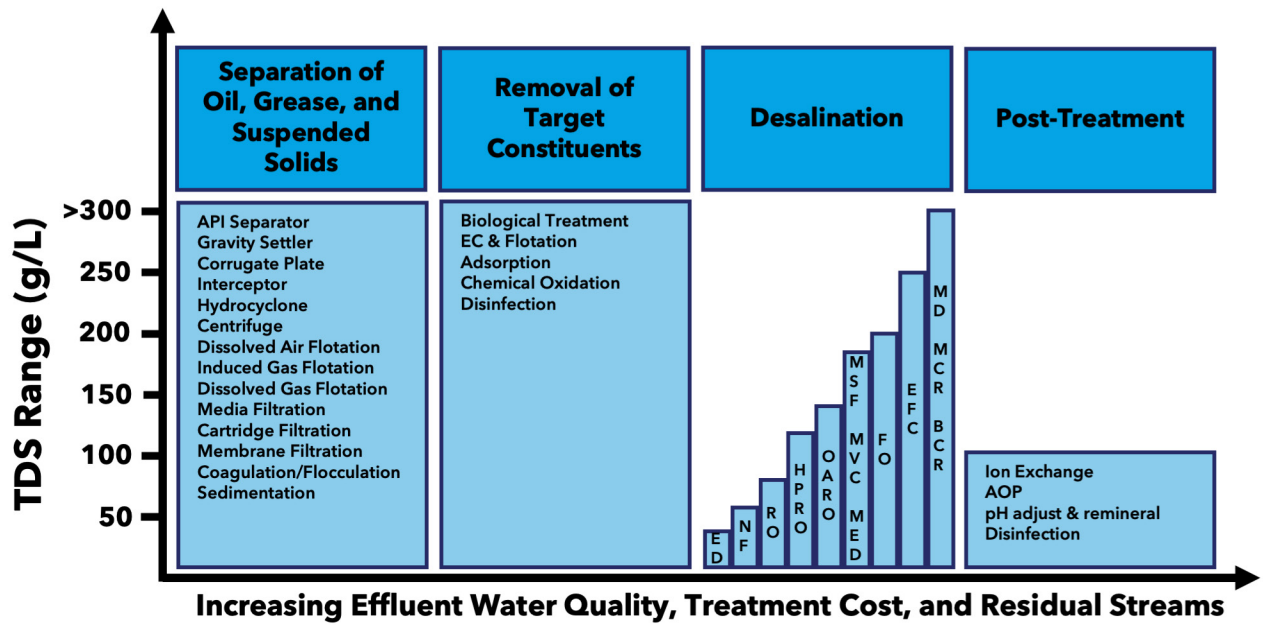 Separation of
Oil, Grease, and
Suspended
Solids
Removal of
Target
Constituents
Desalination
Post-Treatment
TDS Range (g/L)
>300
250
200
150
100
50
API Separator
Gravity Settler
Corrugate Plate
Interceptor
Hydrocyclone
Centrifuge
Dissolved Air Flotation
Induced Gas Flotation
Dissolved Gas Flotation
Media Filtration
Cartridge Filtration
Membrane Filtration
Coagulation/Flocculation
Sedimentation
Biological Treatment
EC & Flotation
Adsorption
Chemical Oxidation
Disinfection
ED
NF
RO
HPRO
OARO
MSF MVC MED
FO
EFC
MD MCR BCR
Ion Exchange
AOP
pH adjust & remineral
Disinfection
Increasing Effluent Water Quality, Treatment Cost, and Residual Streams